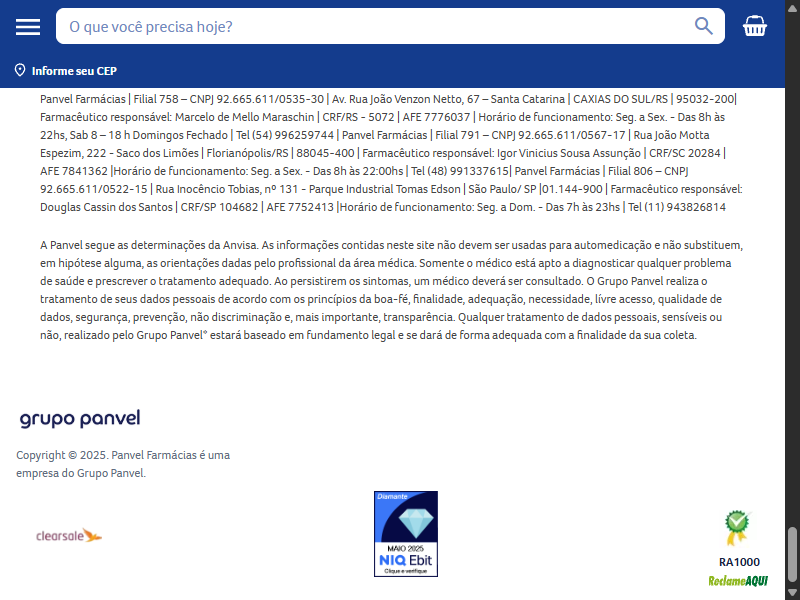 O que você precisa hoje?
Informe seu CEP
Panvel Farmácias | Filial 758 – CNPJ 92.665.611/0535-30 | Av. Rua João Venzon Netto, 67 – Santa Catarina | CAXIAS DO SUL/RS | 95032-200|
Farmacêutico responsável: Marcelo de Mello Maraschin | CRF/RS - 5072 | AFE 7776037 | Horário de funcionamento: Seg. a Sex. - Das 8h às
22hs, Sab 8 – 18 h Domingos Fechado | Tel (54) 996259744 | Panvel Farmácias | Filial 791 – CNPJ 92.665.611/0567-17 | Rua João Motta
Espezim, 222 - Saco dos Limões | Florianópolis/RS | 88045-400 | Farmacêutico responsável: Igor Vinicius Sousa Assunção | CRF/SC 20284 |
AFE 7841362 |Horário de funcionamento: Seg. a Sex. - Das 8h às 22:00hs | Tel (48) 991337615| Panvel Farmácias | Filial 806 – CNPJ
92.665.611/0522-15 | Rua Inocêncio Tobias, nº 131 - Parque Industrial Tomas Edson | São Paulo/ SP |01.144-900 | Farmacêutico responsável:
Douglas Cassin dos Santos | CRF/SP 104682 | AFE 7752413 |Horário de funcionamento: Seg. a Dom. - Das 7h às 23hs | Tel (11) 943826814
A Panvel segue as determinações da Anvisa. As informações contidas neste site não devem ser usadas para automedicação e não substituem,
em hipótese alguma, as orientações dadas pelo profissional da área médica. Somente o médico está apto a diagnosticar qualquer problema
de saúde e prescrever o tratamento adequado. Ao persistirem os sintomas, um médico deverá ser consultado. O Grupo Panvel realiza o
tratamento de seus dados pessoais de acordo com os princípios da boa-fé, finalidade, adequação, necessidade, lívre acesso, qualidade de
dados, segurança, prevenção, não discriminação e, mais importante, transparência. Qualquer tratamento de dados pessoais, sensíveis ou
não, realizado pelo Grupo Panvel° estará baseado em fundamento legal e se dará de forma adequada com a finalidade da sua coleta.
grupo panvel
Copyright © 2025. Panvel Farmácias é uma
empresa do Grupo Panvel.
clearsale
Diamante
MAIO 2025
NIQ Ebit
Clique e verifique
RA1000
ReclameAQUI